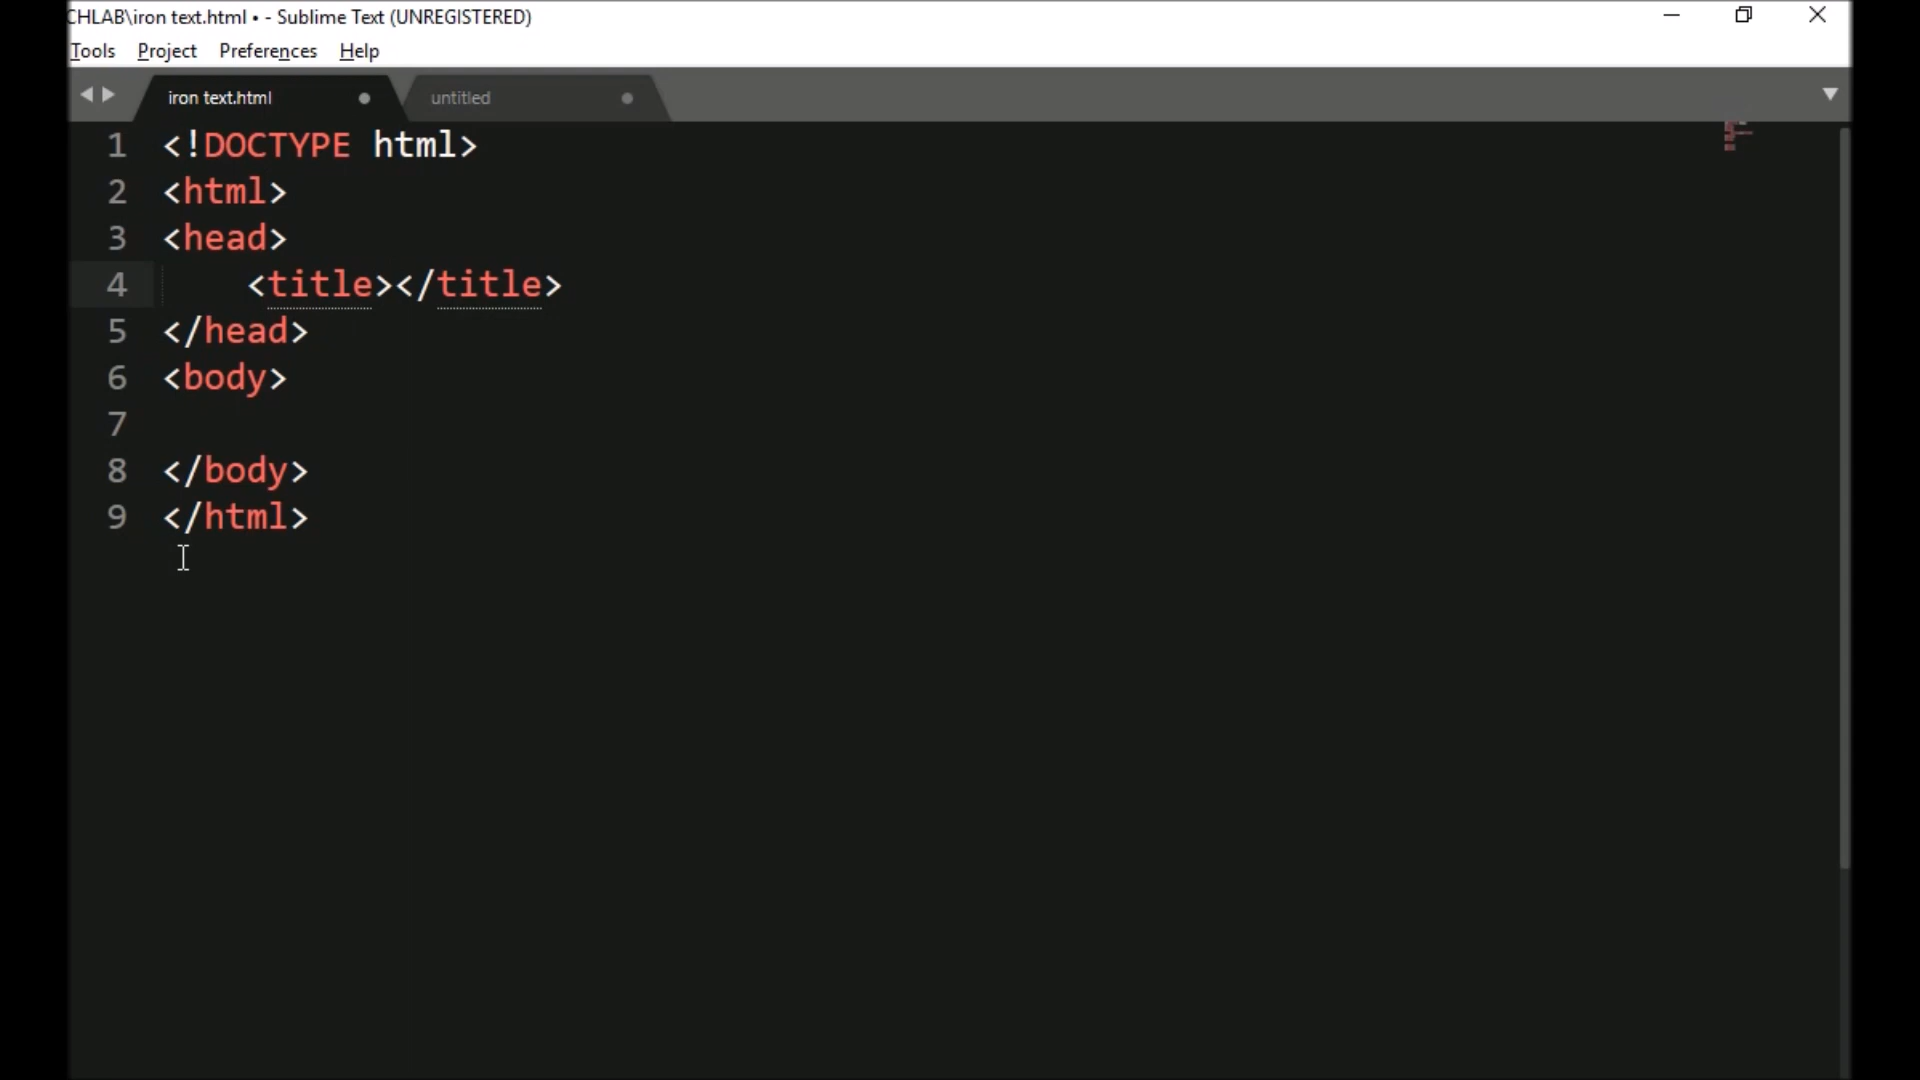 CHLAB\iron text.html • - Sublime Text (UNREGISTERED)
Tools Project Preferences Help
iron text.html untitled
1 <!DOCTYPE html>
2 <html>
3 <head>
4     <title></title>
5 </head>
6 <body>
7
8 </body>
9 </html>